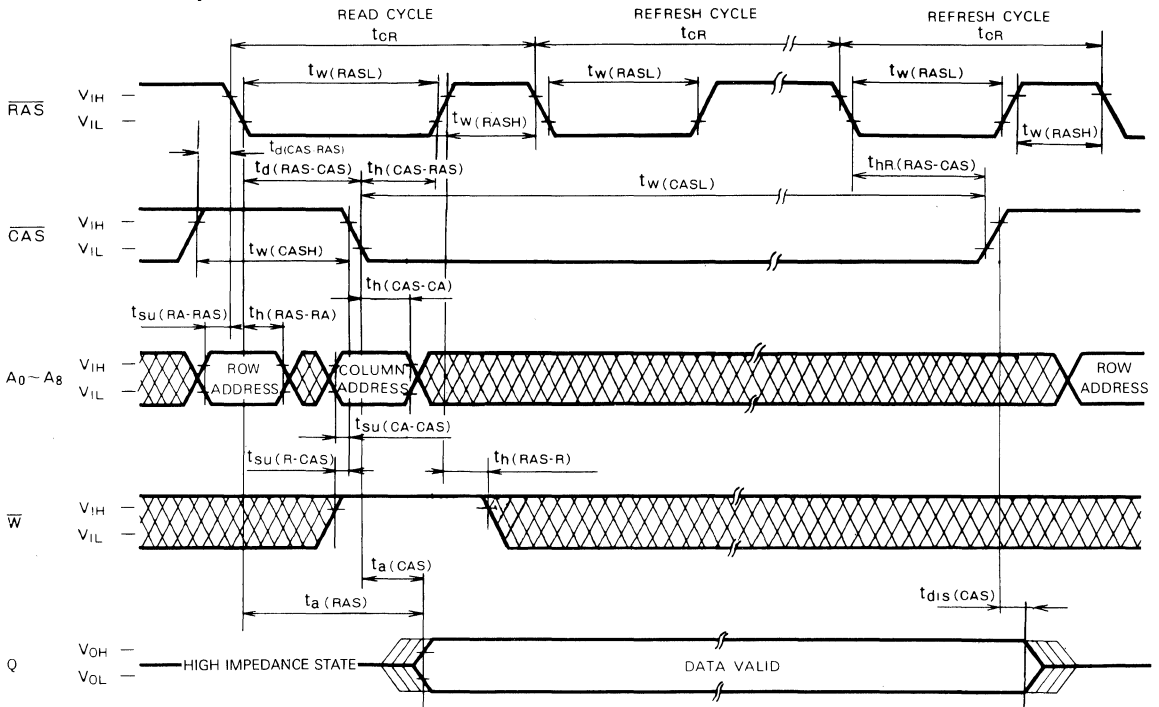 READ CYCLE
REFRESH CYCLE
REFRESH CYCLE
tCR
tCR
tCR
tW(RASL)
tW(RASL)
tW(RASL)
RAS
VIH
VIL
tW(RASH)
tW(RASH)
td(CAS-RAS)
td(RAS-CAS)
th(CAS-RAS)
thR(RAS-CAS)
tW(CASL)
CAS
VIH
VIL
tW(CASH)
th(CAS-CA)
tsu(RA-RAS)
th(RAS-RA)
A0~A8
VIH
VIL
ROW ADDRESS
COLUMN ADDRESS
ROW ADDRESS
tsu(CA-CAS)
tsu(R-CAS)
th(RAS-R)
W
VIH
VIL
ta(CAS)
ta(RAS)
tDIS(CAS)
Q
VOH
VOL
HIGH IMPEDANCE STATE
DATA VALID